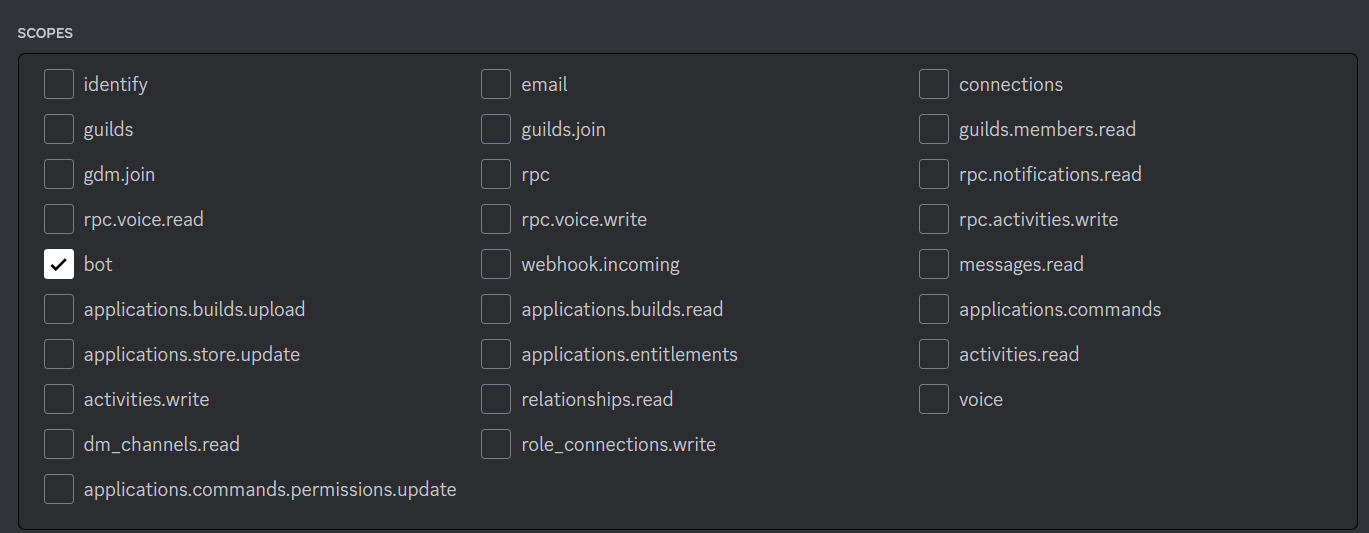 SCOPES
identify email connections
guilds guilds.join guilds.members.read
gdm.join rpc rpc.notifications.read
rpc.voice.read rpc.voice.write rpc.activities.write
bot webhook.incoming messages.read
applications.builds.upload applications.builds.read applications.commands
applications.store.update applications.entitlements activities.read
activities.write relationships.read voice
dm_channels.read role_connections.write
applications.commands.permissions.update